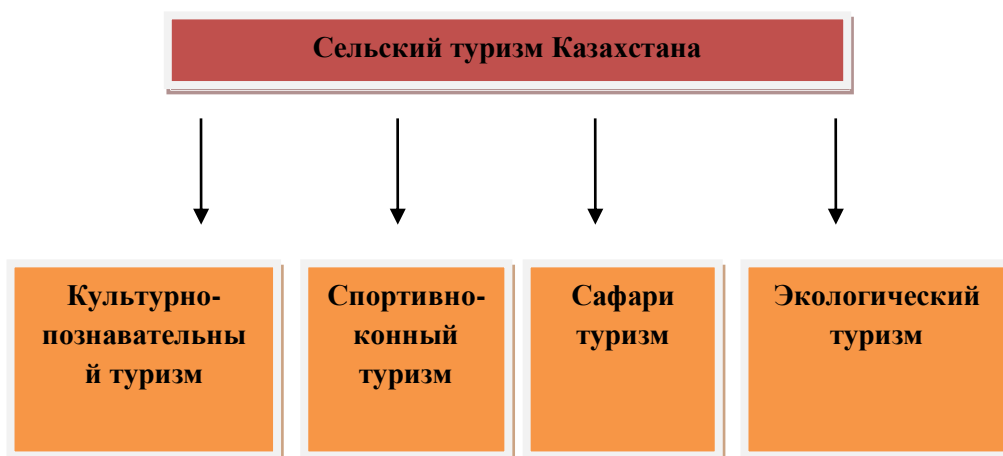 Сельский туризм Казахстана
Культурно-
познавательны
й туризм
Спортивно-
конный
туризм
Сафари
туризм
Экологический
туризм